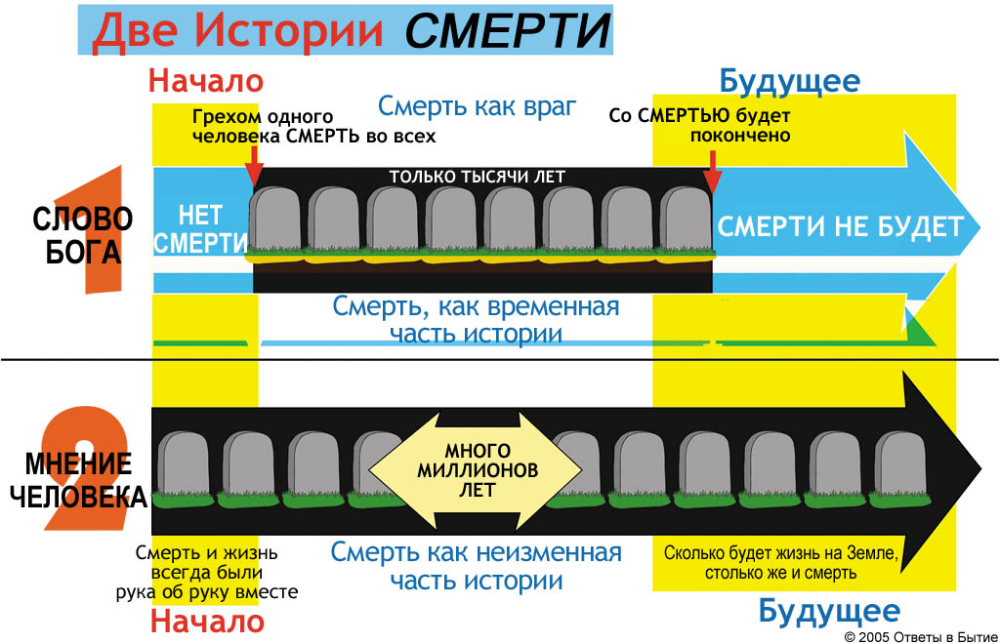 Две Истории СМЕРТИ
Начало
Будущее
Смерть как враг
Грехом одного
человека СМЕРТЬ во всех
Со СМЕРТЬЮ будет
покончено
ТОЛЬКО ТЫСЯЧИ ЛЕТ
1
СЛОВО
БОГА
НЕТ
СМЕРТИ
СМЕРТИ НЕ БУДЕТ
Смерть, как временная
часть истории
2
МНЕНИЕ
ЧЕЛОВЕКА
МНОГО
МИЛЛИОНОВ
ЛЕТ
Смерть и жизнь
всегда были
рука об руку вместе
Смерть как неизменная
часть истории
Сколько будет жизнь на Земле,
столько же и смерть
Начало
Будущее
© 2005 Ответы в Бытие